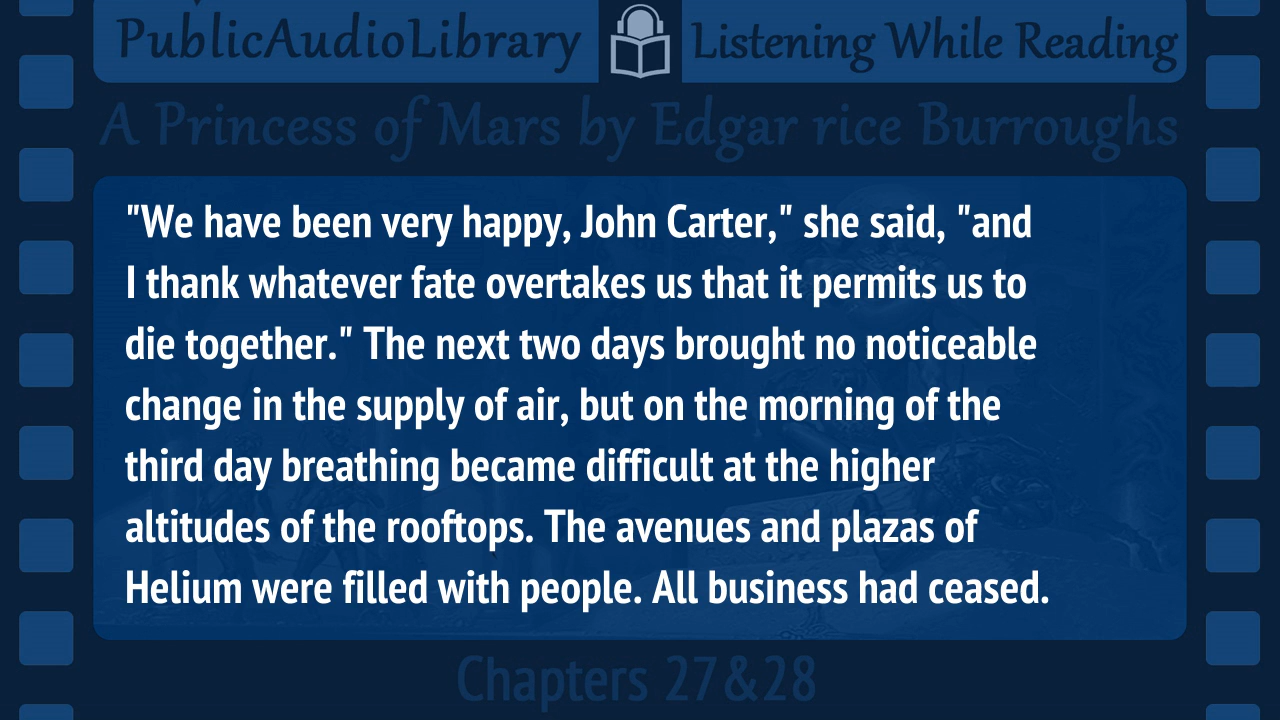 PublicAudioLibrary
Listening While Reading
A Princess of Mars by Edgar rice Burroughs
"We have been very happy, John Carter," she said, "and
I thank whatever fate overtakes us that it permits us to
die together." The next two days brought no noticeable
change in the supply of air, but on the morning of the
third day breathing became difficult at the higher
altitudes of the rooftops. The avenues and plazas of
Helium were filled with people. All business had ceased.
Chapters 27&28